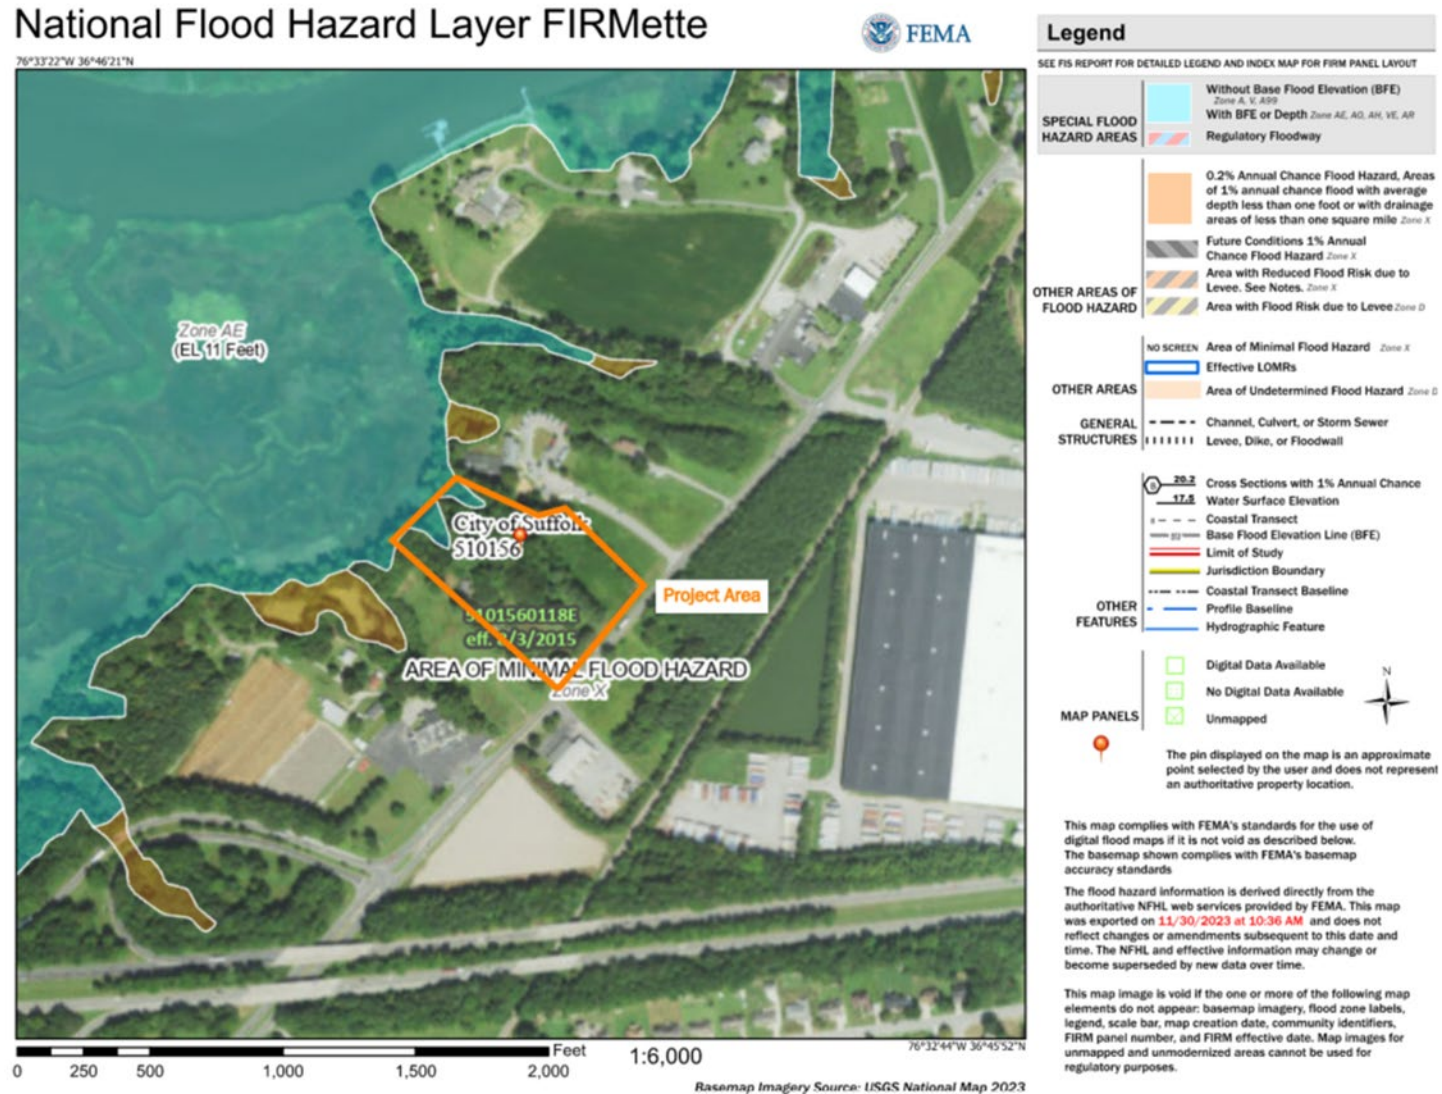 National Flood Hazard Layer FIRMette
FEMA
76°33'22"W 36°46'21"N
Zone AE
(EL 11 Feet)
City of Suffolk
510156
Project Area
5101560118E
eff. /3/2015
AREA OF MINIMAL FLOOD HAZARD
Zone X
76°32'44"W 36°45'52"N
Feet
1:6,000
0 250 500 1,000 1,500 2,000
Basemap Imagery Source: USGS National Map 2023
Legend
SEE FIS REPORT FOR DETAILED LEGEND AND INDEX MAP FOR FIRM PANEL LAYOUT
SPECIAL FLOOD
HAZARD AREAS
Without Base Flood Elevation (BFE)
Zone A, V, A99
With BFE or Depth Zone AE, AO, AH, VE, AR
Regulatory Floodway
0.2% Annual Chance Flood Hazard, Areas
of 1% annual chance flood with average
depth less than one foot or with drainage
areas of less than one square mile Zone X
Future Conditions 1% Annual
Chance Flood Hazard Zone X
Area with Reduced Flood Risk due to
Levee. See Notes. Zone X
Area with Flood Risk due to Levee Zone D
OTHER AREAS OF
FLOOD HAZARD
NO SCREEN Area of Minimal Flood Hazard Zone X
Effective LOMRs
OTHER AREAS
Area of Undetermined Flood Hazard Zone D
GENERAL
STRUCTURES
Channel, Culvert, or Storm Sewer
Levee, Dike, or Floodwall
B 20.2 Cross Sections with 1% Annual Chance
17.5 Water Surface Elevation
Coastal Transect
Base Flood Elevation Line (BFE)
Limit of Study
Jurisdiction Boundary
Coastal Transect Baseline
OTHER
FEATURES
Profile Baseline
Hydrographic Feature
MAP PANELS
Digital Data Available
No Digital Data Available
Unmapped
N
The pin displayed on the map is an approximate
point selected by the user and does not represent
an authoritative property location.
This map complies with FEMA's standards for the use of
digital flood maps if it is not void as described below.
The basemap shown complies with FEMA's basemap
accuracy standards
The flood hazard information is derived directly from the
authoritative NFHL web services provided by FEMA. This map
was exported on 11/30/2023 at 10:36 AM and does not
reflect changes or amendments subsequent to this date and
time. The NFHL and effective information may change or
become superseded by new data over time.
This map image is void if the one or more of the following map
elements do not appear: basemap imagery, flood zone labels,
legend, scale bar, map creation date, community identifiers,
FIRM panel number, and FIRM effective date. Map images for
unmapped and unmodernized areas cannot be used for
regulatory purposes.